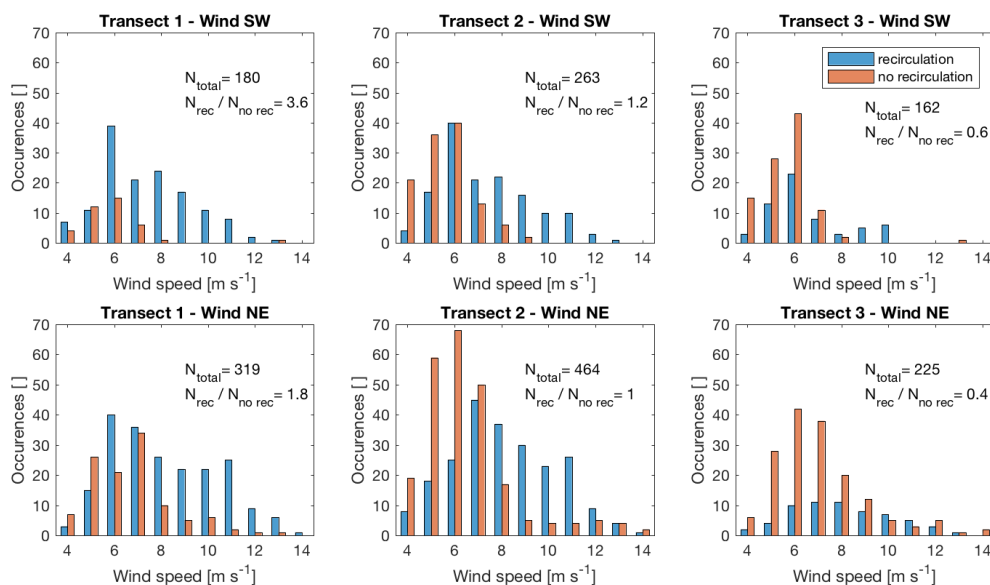 Transect 1 - Wind SW
70
60
50
40
30
20
10
0
Occurences [ ]
N_total = 180
N_rec / N_no rec = 3.6
4 6 8 10 12 14
Wind speed [m s⁻¹]
Transect 2 - Wind SW
70
60
50
40
30
20
10
0
Occurences [ ]
N_total = 263
N_rec / N_no rec = 1.2
4 6 8 10 12 14
Wind speed [m s⁻¹]
Transect 3 - Wind SW
70
60
50
40
30
20
10
0
Occurences [ ]
recirculation
no recirculation
N_total = 162
N_rec / N_no rec = 0.6
4 6 8 10 12 14
Wind speed [m s⁻¹]
Transect 1 - Wind NE
70
60
50
40
30
20
10
0
Occurences [ ]
N_total = 319
N_rec / N_no rec = 1.8
4 6 8 10 12 14
Wind speed [m s⁻¹]
Transect 2 - Wind NE
70
60
50
40
30
20
10
0
Occurences [ ]
N_total = 464
N_rec / N_no rec = 1
4 6 8 10 12 14
Wind speed [m s⁻¹]
Transect 3 - Wind NE
70
60
50
40
30
20
10
0
Occurences [ ]
N_total = 225
N_rec / N_no rec = 0.4
4 6 8 10 12 14
Wind speed [m s⁻¹]